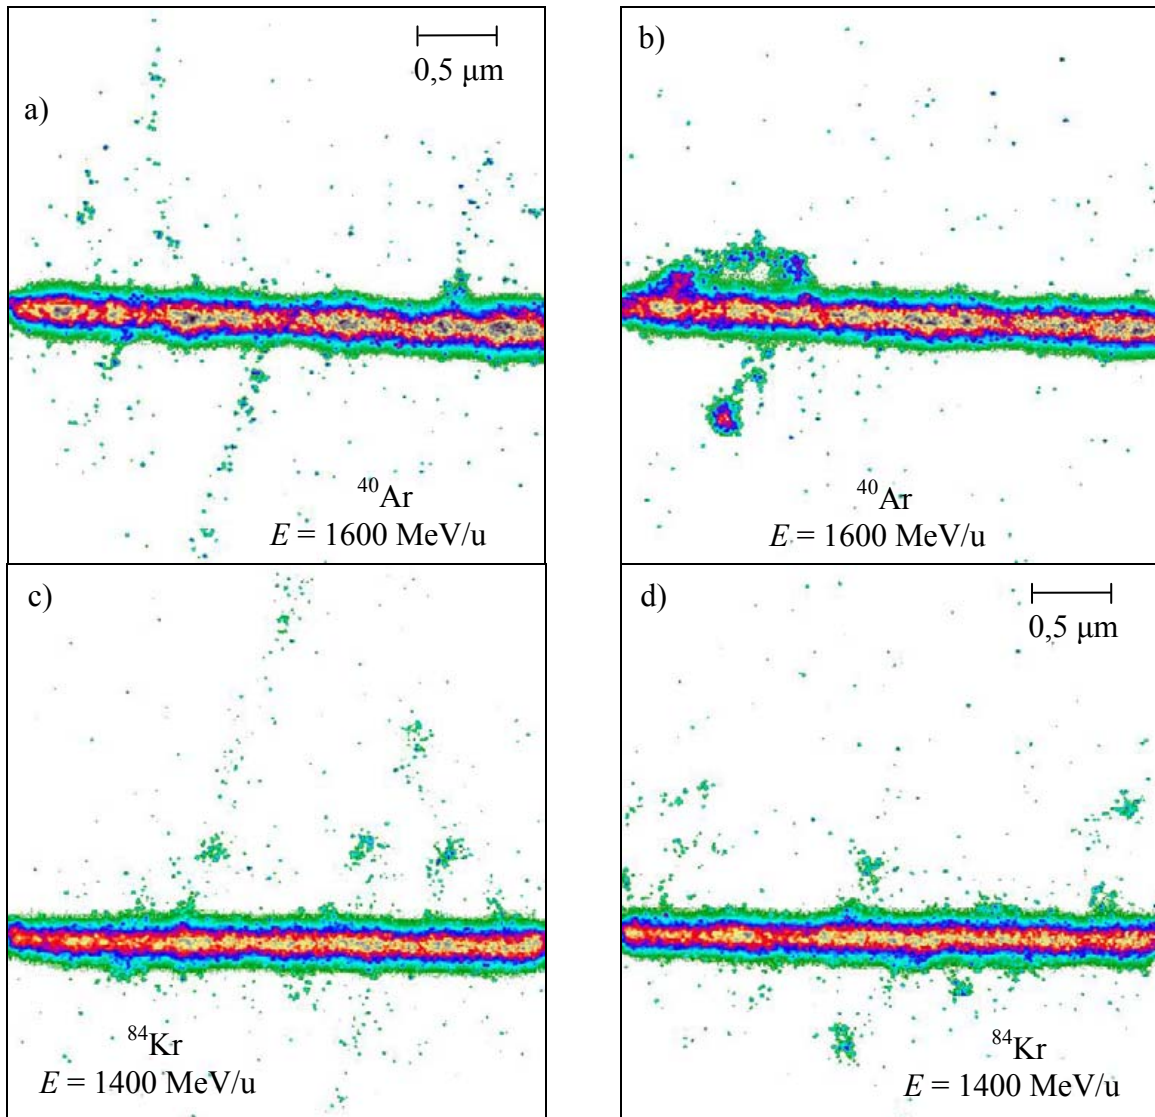 a)
0,5 μm
⁴⁰Ar
E = 1600 MeV/u
b)
⁴⁰Ar
E = 1600 MeV/u
c)
⁸⁴Kr
E = 1400 MeV/u
d)
0,5 μm
⁸⁴Kr
E = 1400 MeV/u